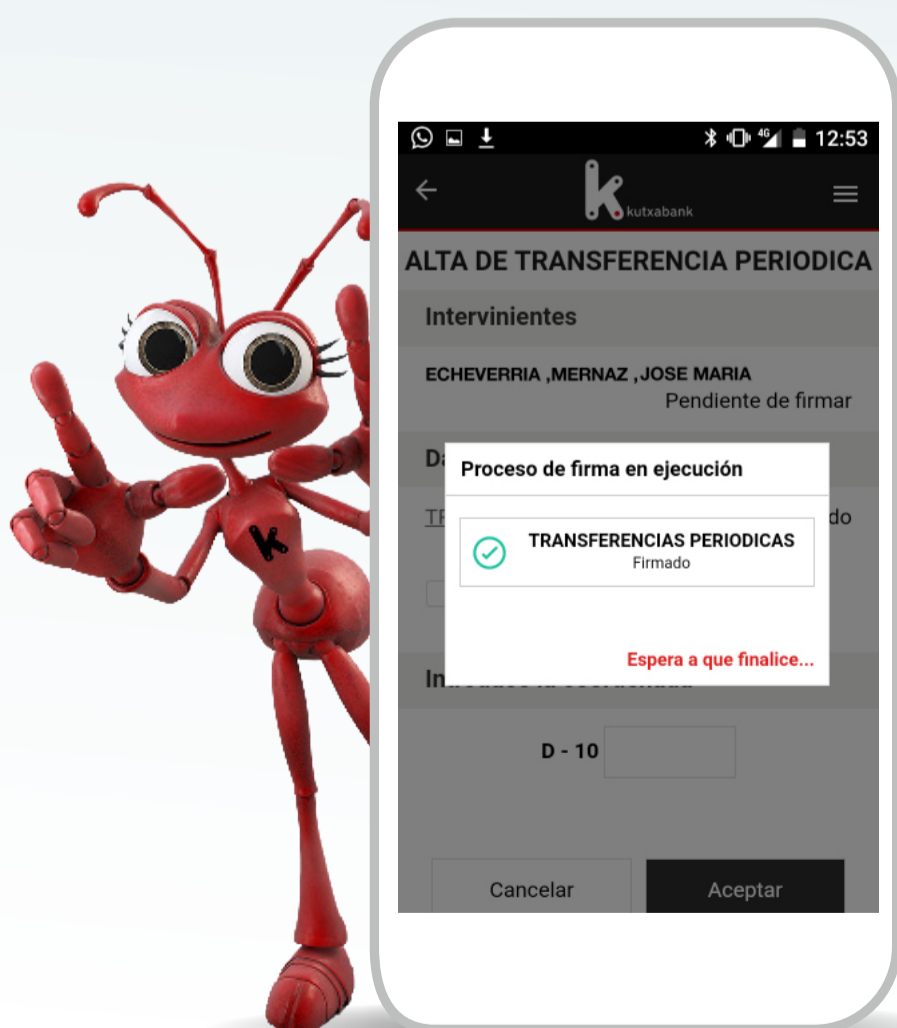 12:53
4G
k
kutxabank
ALTA DE TRANSFERENCIA PERIODICA
Intervinientes
ECHEVERRIA ,MERNAZ ,JOSE MARIA
Pendiente de firmar
Proceso de firma en ejecución
TRANSFERENCIAS PERIODICAS
Firmado
Espera a que finalice...
D - 10
Cancelar
Aceptar
k